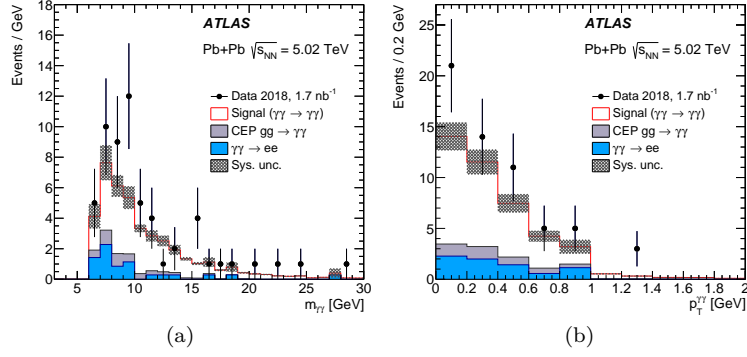 Events / GeV
18
16
14
12
10
8
6
4
2
0
ATLAS
Pb+Pb √sNN = 5.02 TeV
Data 2018, 1.7 nb-1
Signal (γγ → γγ)
CEP gg → γγ
γγ → ee
Sys. unc.
5 10 15 20 25 30
mγγ [GeV]
(a)
Events / 0.2 GeV
25
20
15
10
5
0
ATLAS
Pb+Pb √sNN = 5.02 TeV
Data 2018, 1.7 nb-1
Signal (γγ → γγ)
CEP gg → γγ
γγ → ee
Sys. unc.
0 0.2 0.4 0.6 0.8 1 1.2 1.4 1.6 1.8 2
pTγγ [GeV]
(b)